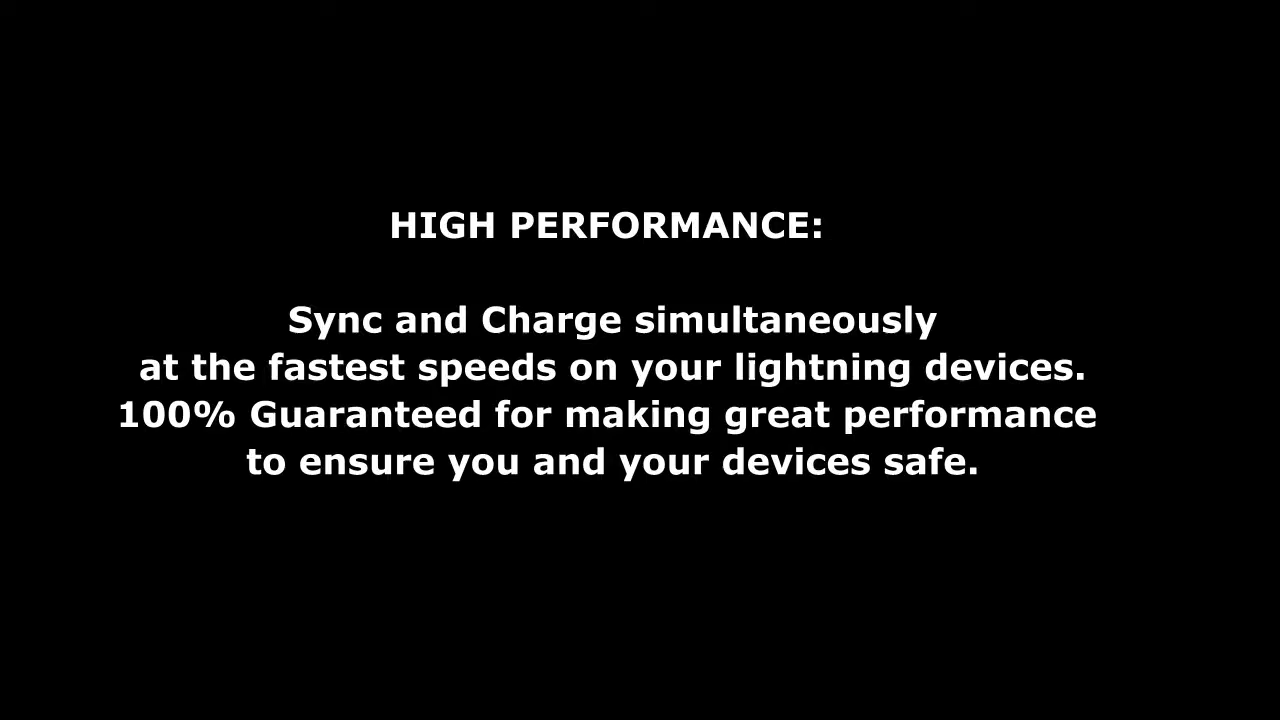 HIGH PERFORMANCE:
Sync and Charge simultaneously
at the fastest speeds on your lightning devices.
100% Guaranteed for making great performance
to ensure you and your devices safe.